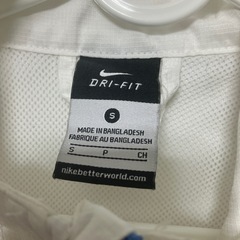 DRI-FIT
S
MADE IN BANGLADESH
FABRIQUE AU BANGLADESH
S P CH
nikebetterworld.com